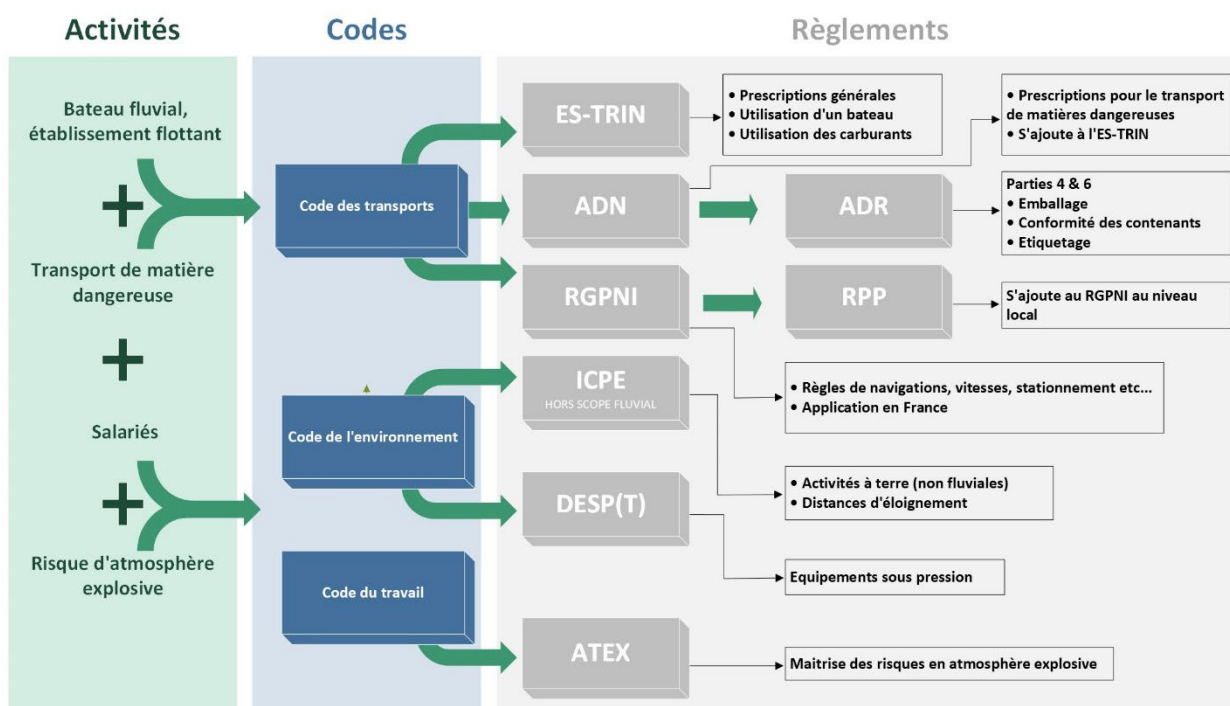 Activités
Codes
Règlements
Bateau fluvial,
établissement flottant
Transport de matière
dangereuse
Salariés
Risque d'atmosphère
explosive
Code des transports
Code de l'environnement
Code du travail
ES-TRIN
• Prescriptions générales
• Utilisation d'un bateau
• Utilisation des carburants
• Prescriptions pour le transport
de matières dangereuses
• S'ajoute à l'ES-TRIN
ADN
ADR
Parties 4 & 6
• Emballage
• Conformité des contenants
• Etiquetage
RGPNI
RPP
S'ajoute au RGPNI au niveau
local
ICPE
HORS SCOPE FLUVIAL
• Règles de navigations, vitesses, stationnement etc...
• Application en France
• Activités à terre (non fluviales)
• Distances d'éloignement
DESP(T)
Equipements sous pression
ATEX
Maitrise des risques en atmosphère explosive